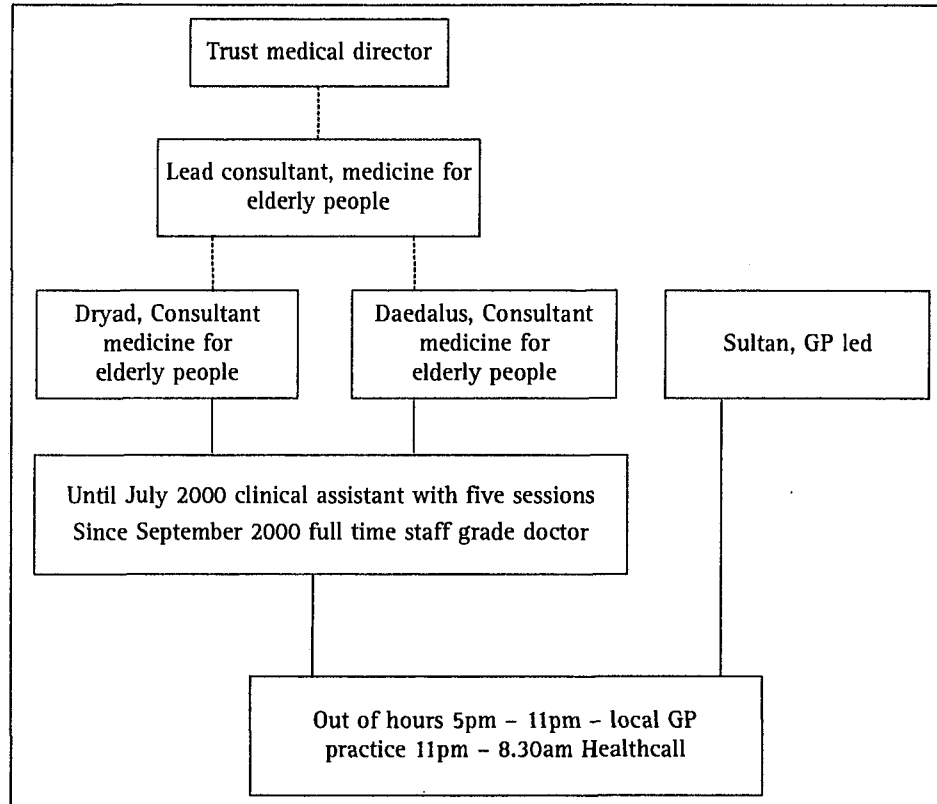 Trust medical director
Lead consultant, medicine for
elderly people
Dryad, Consultant
medicine for
elderly people
Daedalus, Consultant
medicine for
elderly people
Sultan, GP led
Until July 2000 clinical assistant with five sessions
Since September 2000 full time staff grade doctor
Out of hours 5pm – 11pm – local GP
practice 11pm – 8.30am Healthcall